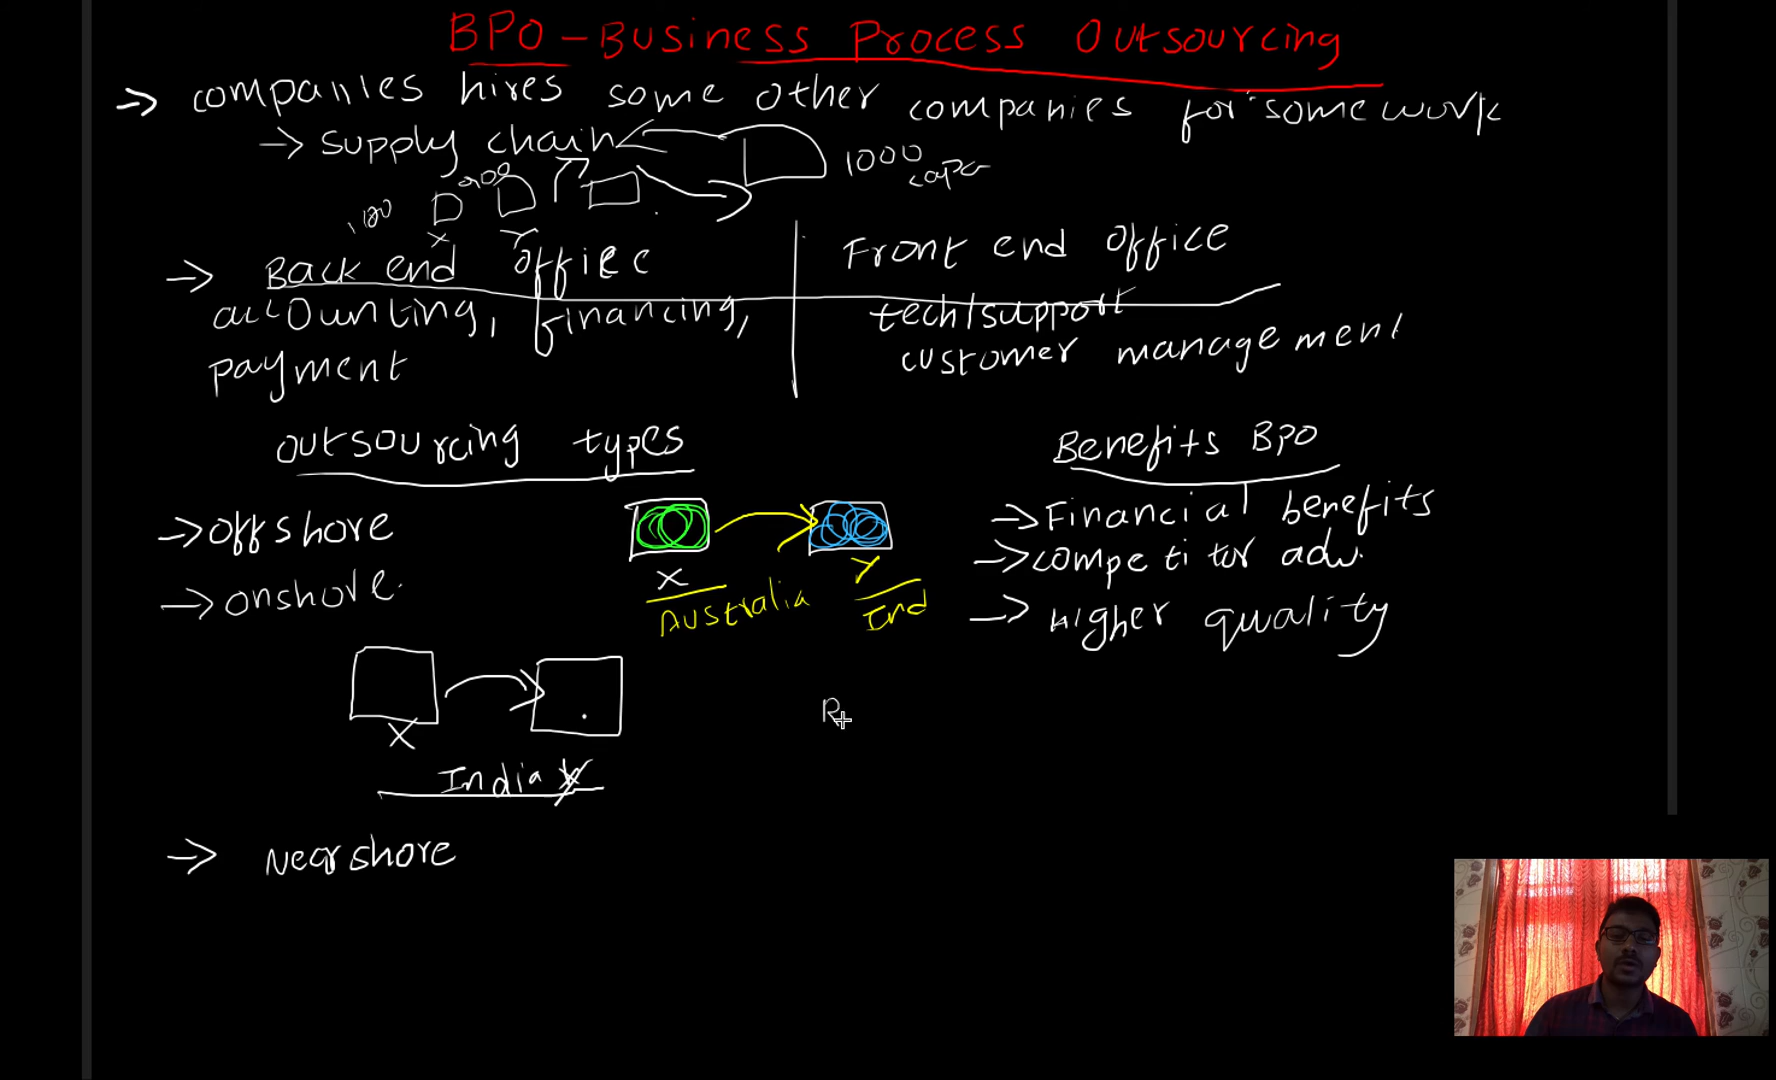 BPO - Business Process Outsourcing
→ companies hires some other companies for some work
→ supply chain
1000 capa
100
Back end office
Front end office
accounting, financing,
payment
tech/support
customer management
outsourcing types
Benefits BPO
→ offshore
→ onshore.
X
Y
Australia
Ind
→ Financial benefits
→ competitor adv.
→ Higher quality
X
India
→ Nearshore
R